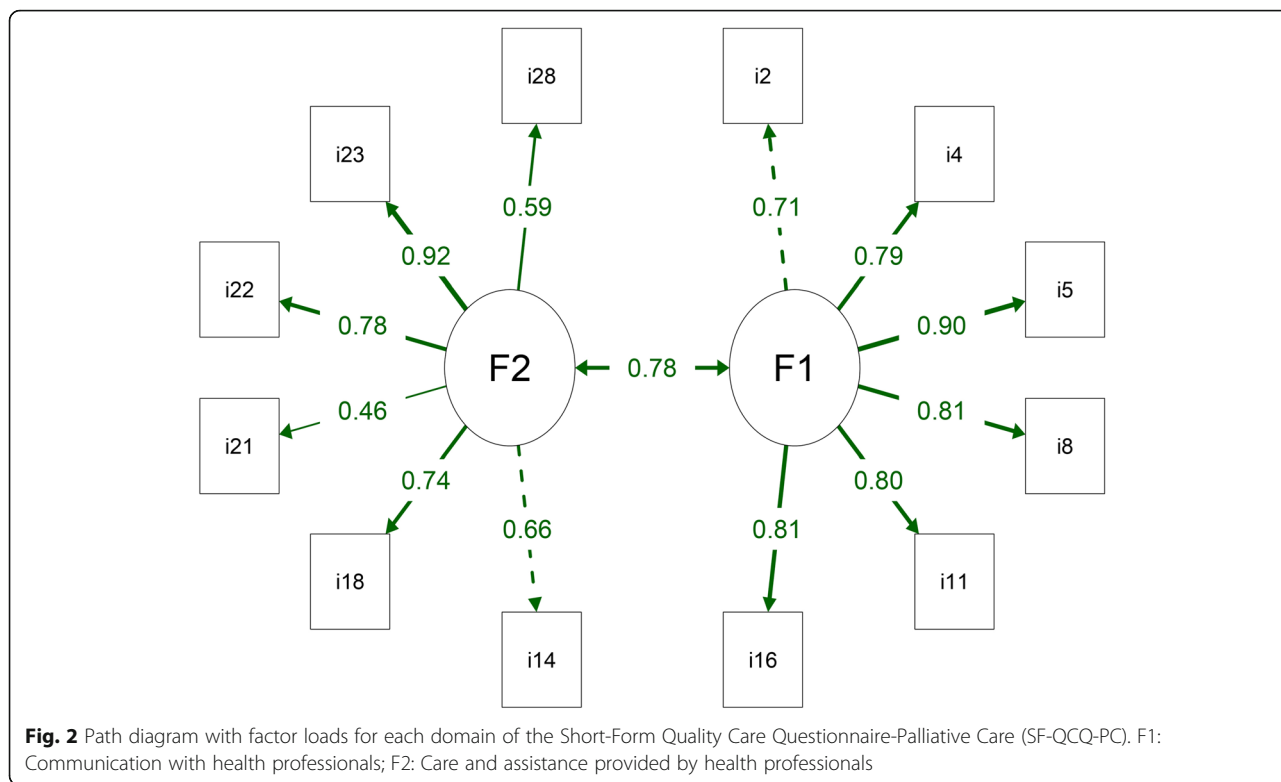 i28
i2
i23
i4
0.59
0.71
0.92
0.79
i22
i5
0.78
0.90
F2
0.78
F1
0.46
0.81
i21
i8
0.74
0.80
0.66
0.81
i18
i11
i14
i16
Fig. 2 Path diagram with factor loads for each domain of the Short-Form Quality Care Questionnaire-Palliative Care (SF-QCQ-PC). F1:
Communication with health professionals; F2: Care and assistance provided by health professionals